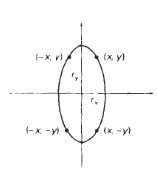 (-x, y) (x, y)
r_y
r_x
(-x, -y) (x, -y)